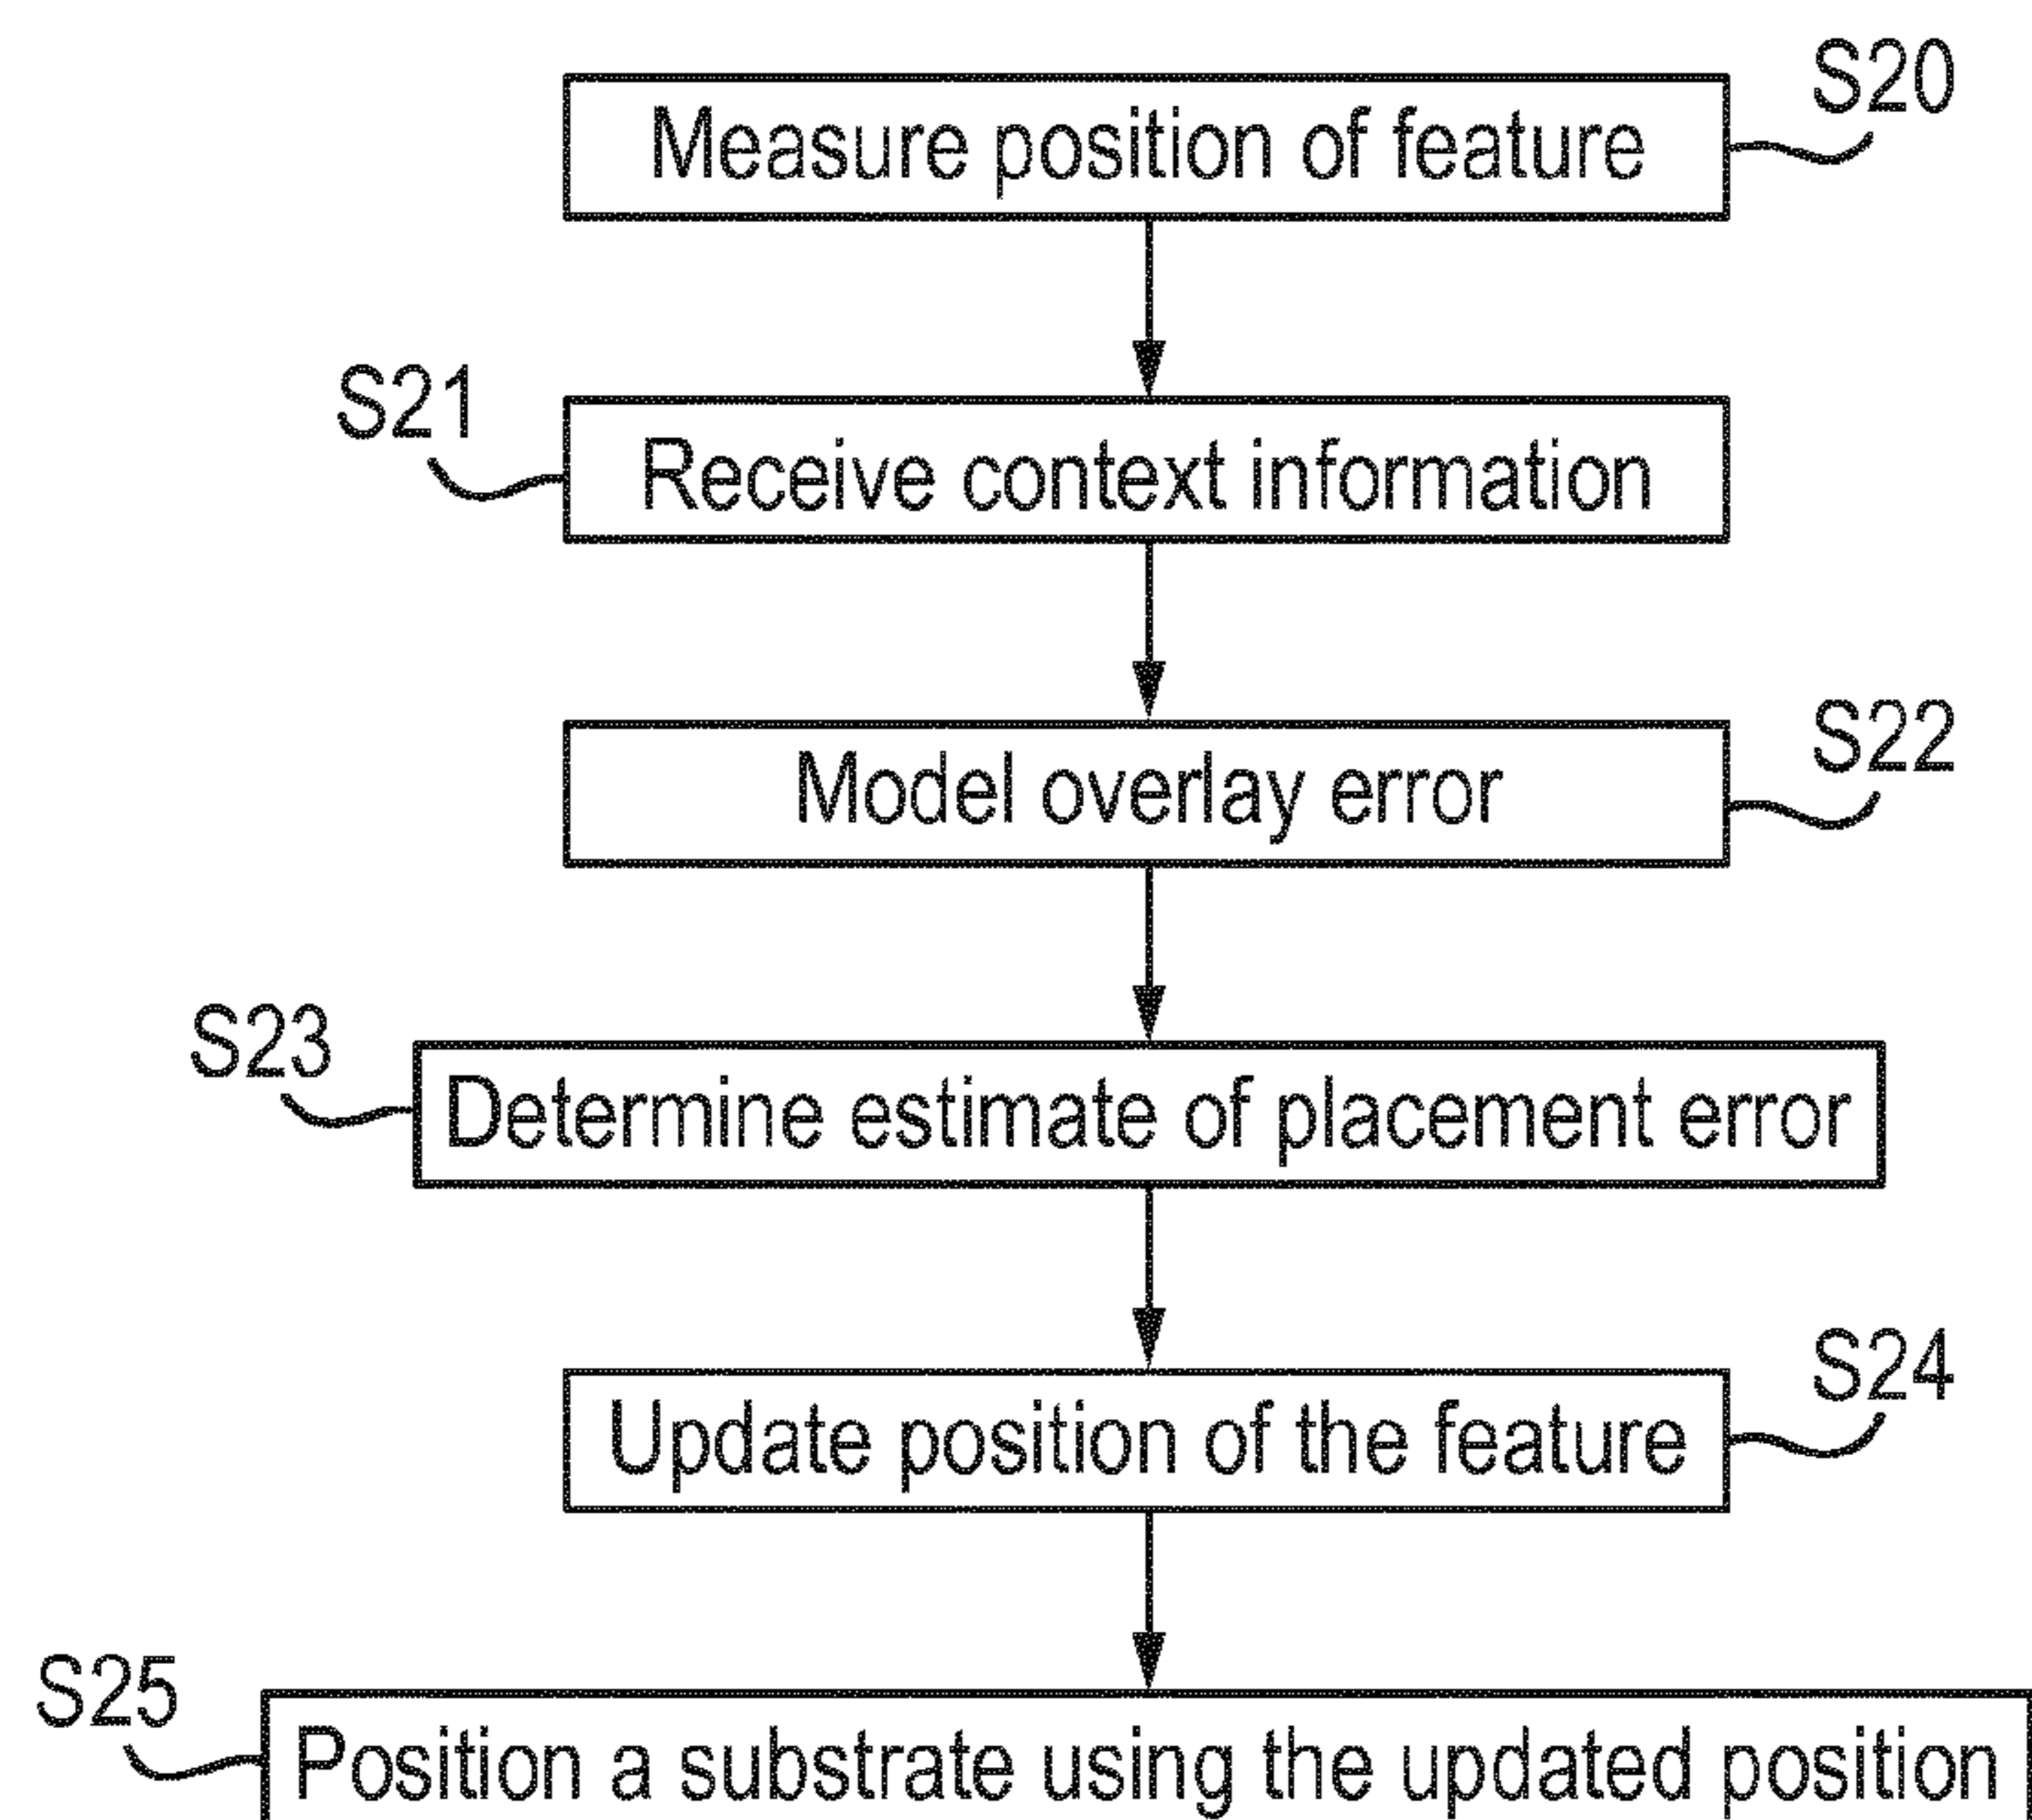 S20
Measure position of feature
S21
Receive context information
Model overlay error
S22
S23
Determine estimate of placement error
Update position of the feature
S24
S25
Position a substrate using the updated position